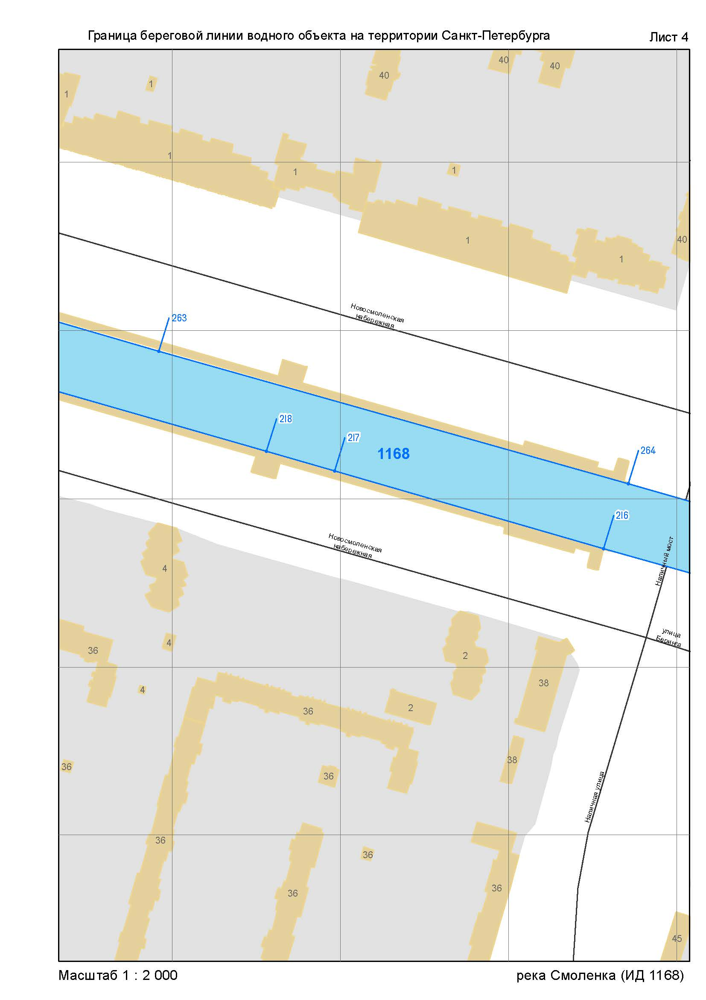 Граница береговой линии водного объекта на территории Санкт-Петербурга
Лист 4
40
40
40
1
1
1
1
1
1
40
1
Новосмоленская
набережная
263
218
217
1168
264
216
Наличный мост
Новосмоленская
набережная
4
улица
Беринга
4
36
2
38
4
2
36
38
36
36
Наличная улица
36
36
36
36
45
Масштаб 1 : 2 000
река Смоленка (ИД 1168)